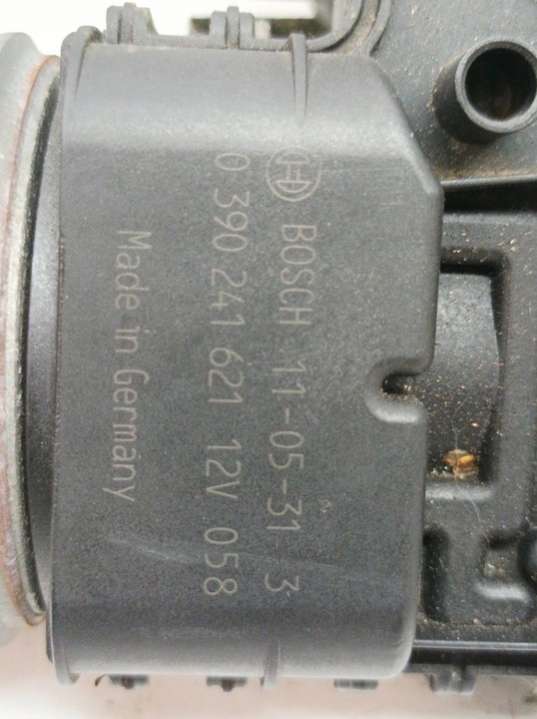 BOSCH 11-05-31 3
0 390 241 621 12V 058
Made in Germany